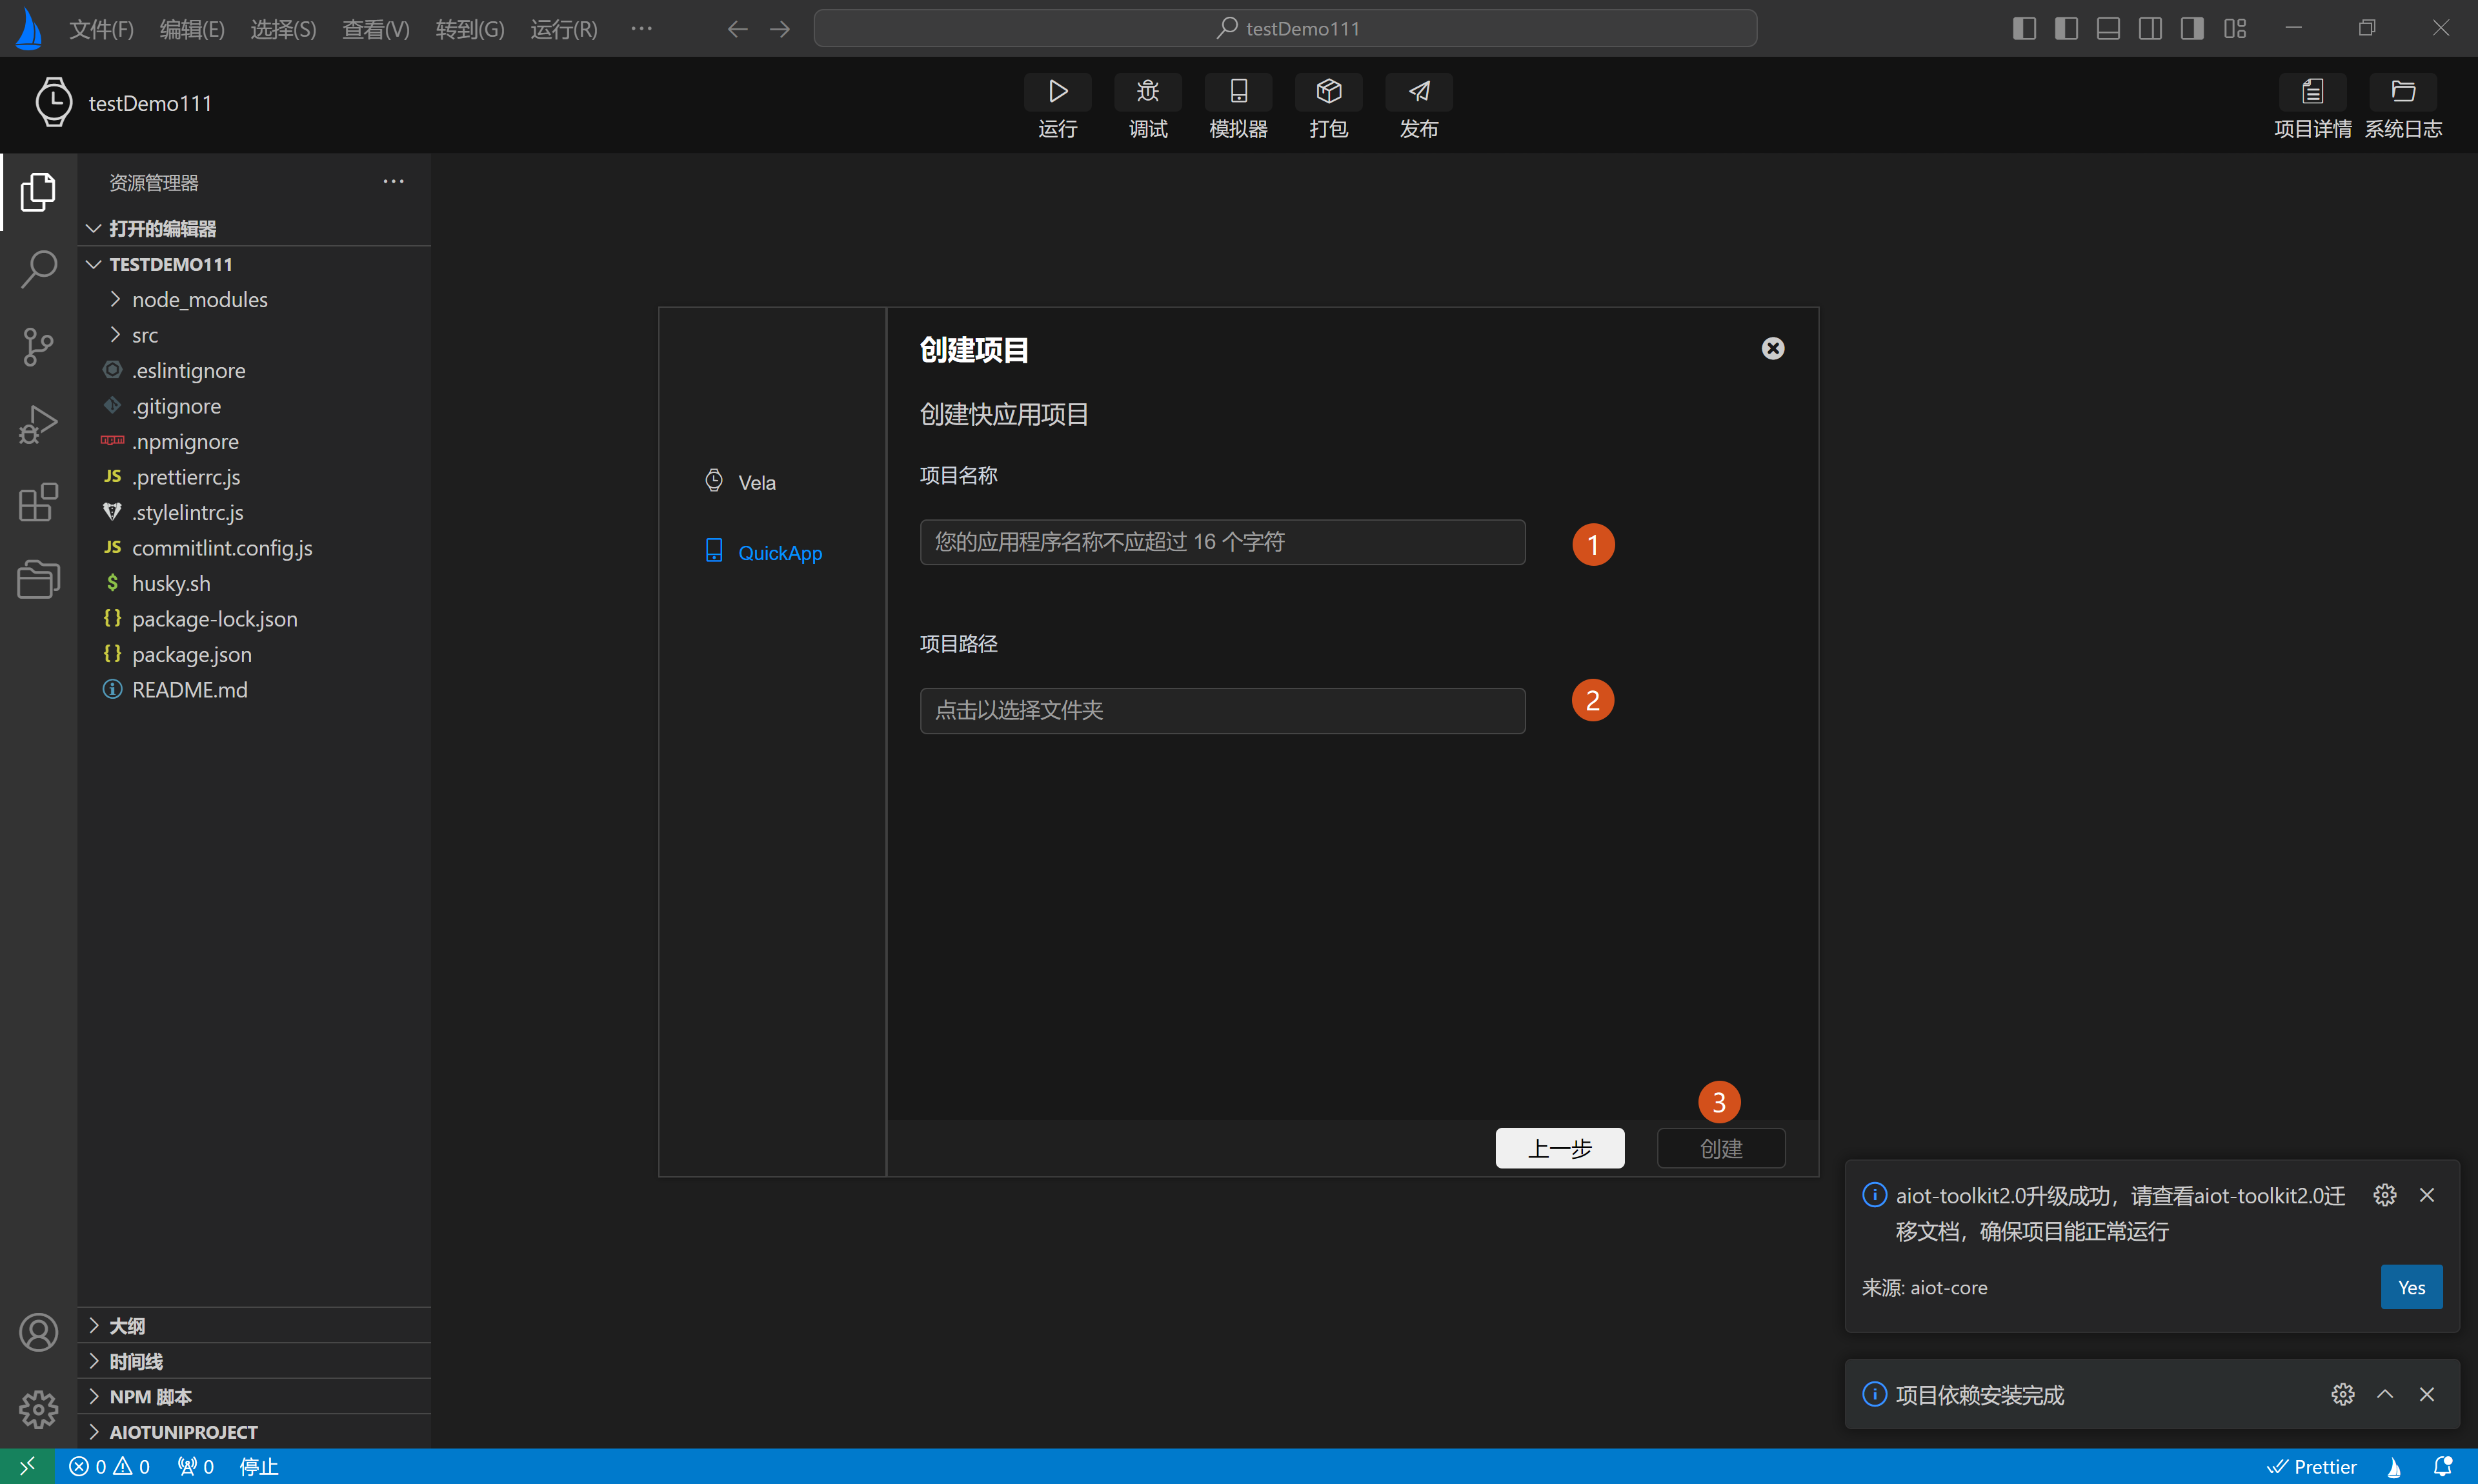 文件(F) 编辑(E) 选择(S) 查看(V) 转到(G) 运行(R) ··· testDemo111
testDemo111
运行 调试 模拟器 打包 发布
项目详情 系统日志
资源管理器
打开的编辑器
TESTDEMO111
node_modules
src
.eslintignore
.gitignore
.npmignore
JS .prettierrc.js
.stylelintrc.js
JS commitlint.config.js
$ husky.sh
{} package-lock.json
{} package.json
README.md
大纲
时间线
NPM 脚本
AIOTUNIPROJECT
Vela
QuickApp
创建项目
创建快应用项目
项目名称
您的应用程序名称不应超过 16 个字符
1
项目路径
点击以选择文件夹
2
3
上一步 创建
aiot-toolkit2.0升级成功，请查看aiot-toolkit2.0迁
移文档，确保项目能正常运行
来源: aiot-core
Yes
项目依赖安装完成
0 0 0 停止
Prettier